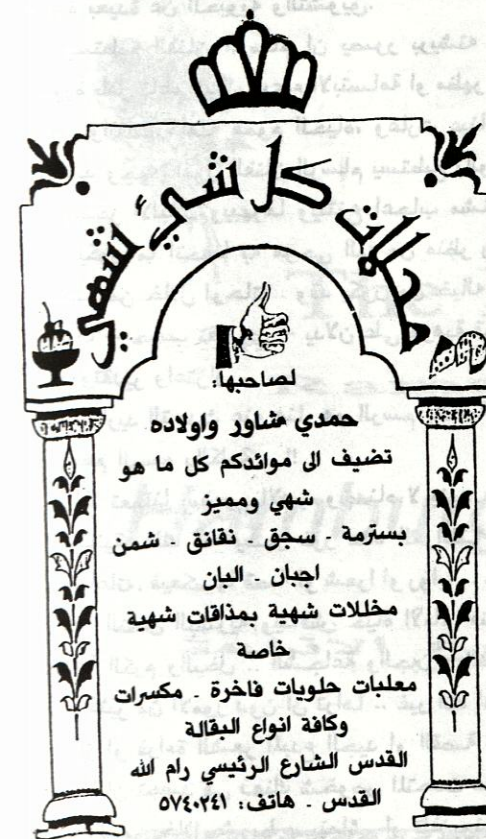 محلات كل شيء شهي
لصاحبها:
حمدي شاور واولاده
تضيف الى موائدكم كل ما هو
شهي ومميز
بسترمة - سجق - نقانق - شمن
اجبان - البان
مخللات شهية بمذاقات شهية
خاصة
معلبات حلويات فاخرة - مكسرات
وكافة انواع البقالة
القدس الشارع الرئيسي رام الله
القدس - هاتف: ٥٧٤٠٢٤١